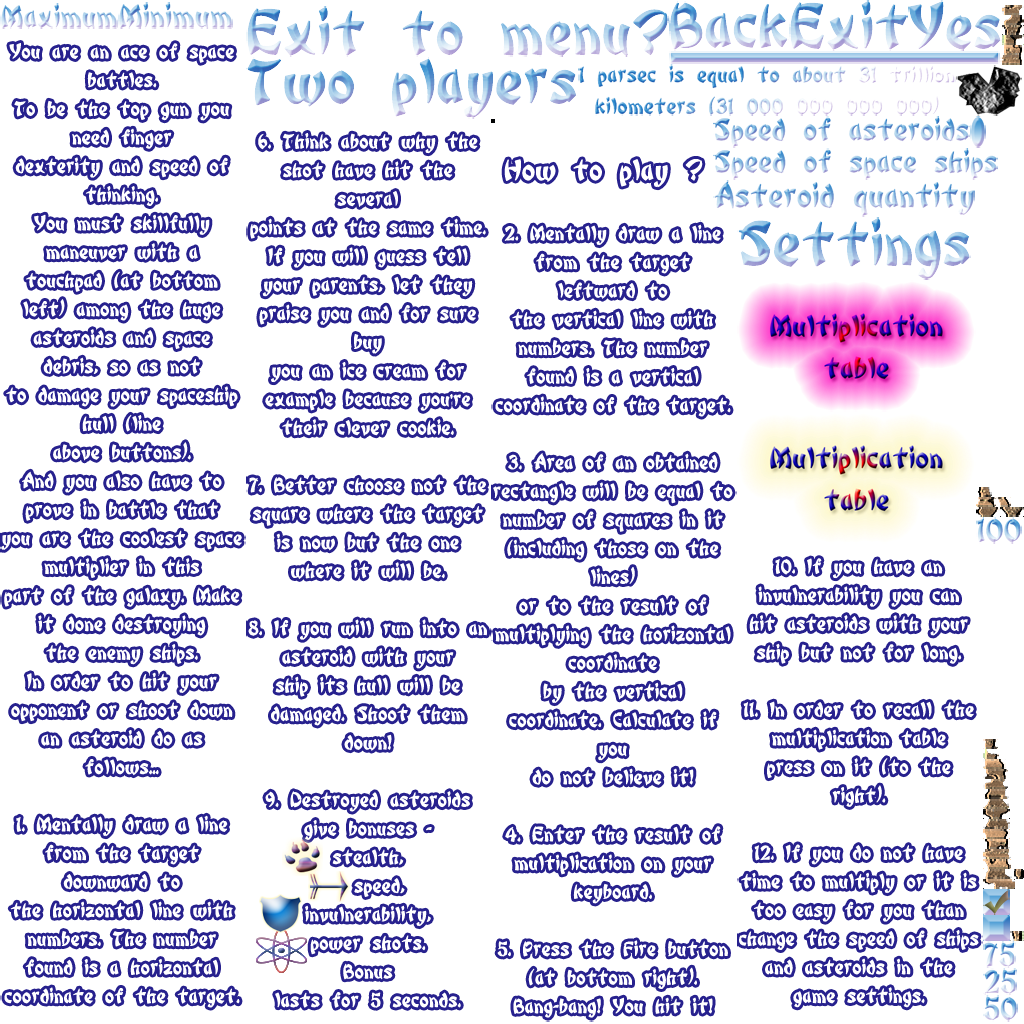 MaximumMinimum
Exit to menu?BackExitYes
Two players
1 parsec is equal to about 31 trillion
kilometers (31 000 000 000 000)
Speed of asteroids
Speed of space ships
Asteroid quantity
Settings
You are an ace of space
battles.
To be the top gun you
need finger
dexterity and speed of
thinking.
You must skillfully
maneuver with a
touchpad (at bottom
left) among the huge
asteroids and space
debris, so as not
to damage your spaceship
hull (line
above buttons).
And you also have to
prove in battle that
you are the coolest space
multiplier in this
part of the galaxy. Make
it done destroying
the enemy ships.
In order to hit your
opponent or shoot down
an asteroid do as
follows...
1. Mentally draw a line
from the target
downward to
the horizontal line with
numbers. The number
found is a horizontal
coordinate of the target.
6. Think about why the
shot have hit the
several
points at the same time.
If you will guess tell
your parents, let they
praise you and for sure
buy
you an ice cream for
example because you're
their clever cookie.
7. Better choose not the
square where the target
is now but the one
where it will be.
8. If you will run into an
asteroid with your
ship its hull will be
damaged. Shoot them
down!
9. Destroyed asteroids
give bonuses -
stealth,
speed,
invulnerability,
power shots.
Bonus
lasts for 5 seconds.
How to play ?
2. Mentally draw a line
from the target
leftward to
the vertical line with
numbers. The number
found is a vertical
coordinate of the target.
3. Area of an obtained
rectangle will be equal to
number of squares in it
(including those on the
lines)
or to the result of
multiplying the horizontal
coordinate
by the vertical
coordinate. Calculate if
you
do not believe it!
4. Enter the result of
multiplication on your
keyboard.
5. Press the Fire button
(at bottom right).
Bang-bang! You hit it!
Multiplication
table
Multiplication
table
100
10. If you have an
invulnerability you can
hit asteroids with your
ship but not for long.
11. In order to recall the
multiplication table
press on it (to the
right).
12. If you do not have
time to multiply or it is
too easy for you than
change the speed of ships
and asteroids in the
game settings.
75
25
50